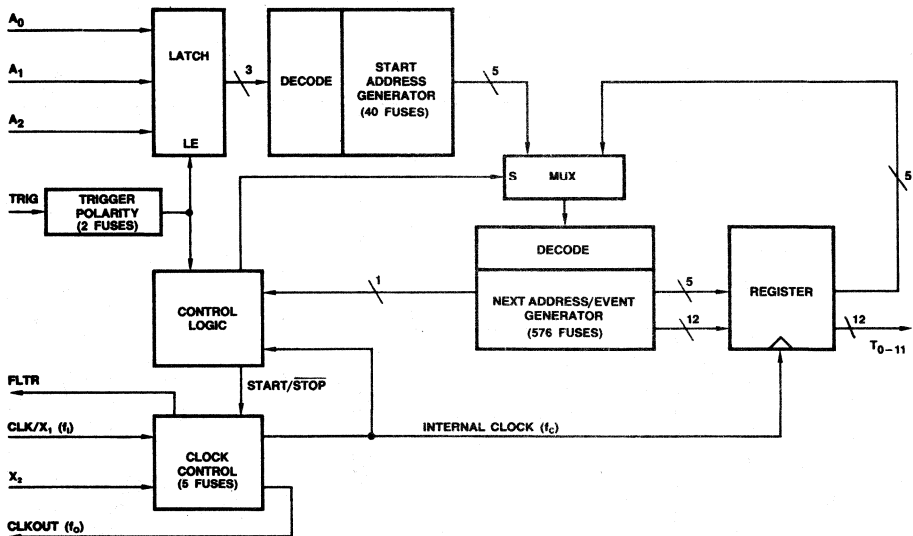 A0
A1
A2
LATCH
LE
3
DECODE
START
ADDRESS
GENERATOR
(40 FUSES)
5
S MUX
5
TRIG
TRIGGER
POLARITY
(2 FUSES)
DECODE
NEXT ADDRESS/EVENT
GENERATOR
(576 FUSES)
1
5
12
REGISTER
12
T0–11
CONTROL
LOGIC
START/STOP
FLTR
CLK/X1 (fI)
X2
CLKOUT (fO)
CLOCK
CONTROL
(5 FUSES)
INTERNAL CLOCK (fC)